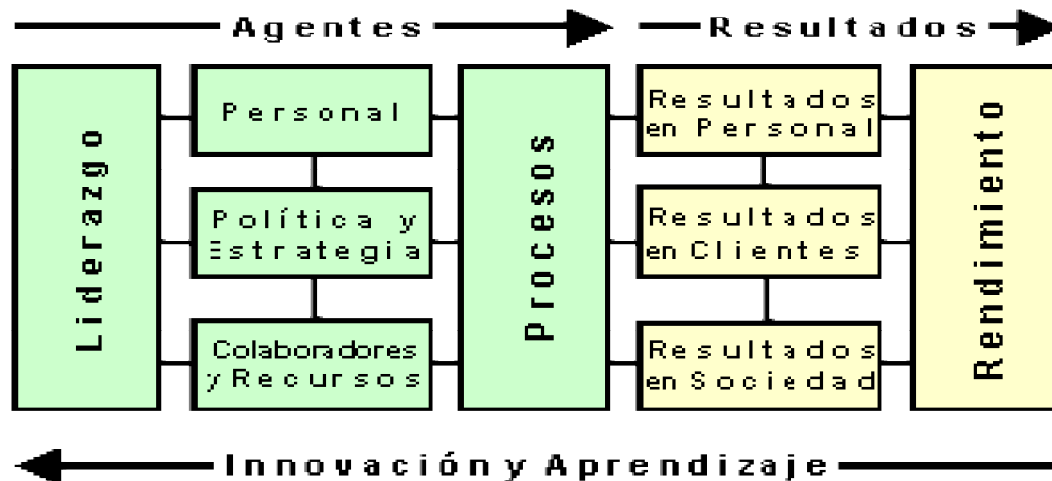 Agentes
Resultados
Liderazgo
Personal
Política y
Estrategia
Colaboradores
y Recursos
Procesos
Resultados
en Personal
Resultados
en Clientes
Resultados
en Sociedad
Rendimiento
Innovación y Aprendizaje